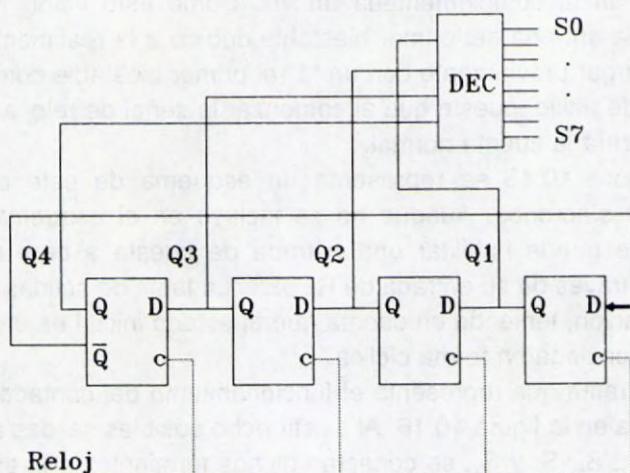 S0
DEC
S7
Q4 Q3 Q2 Q1
Q D Q D Q D Q D
Q̅ c c c c
Reloj